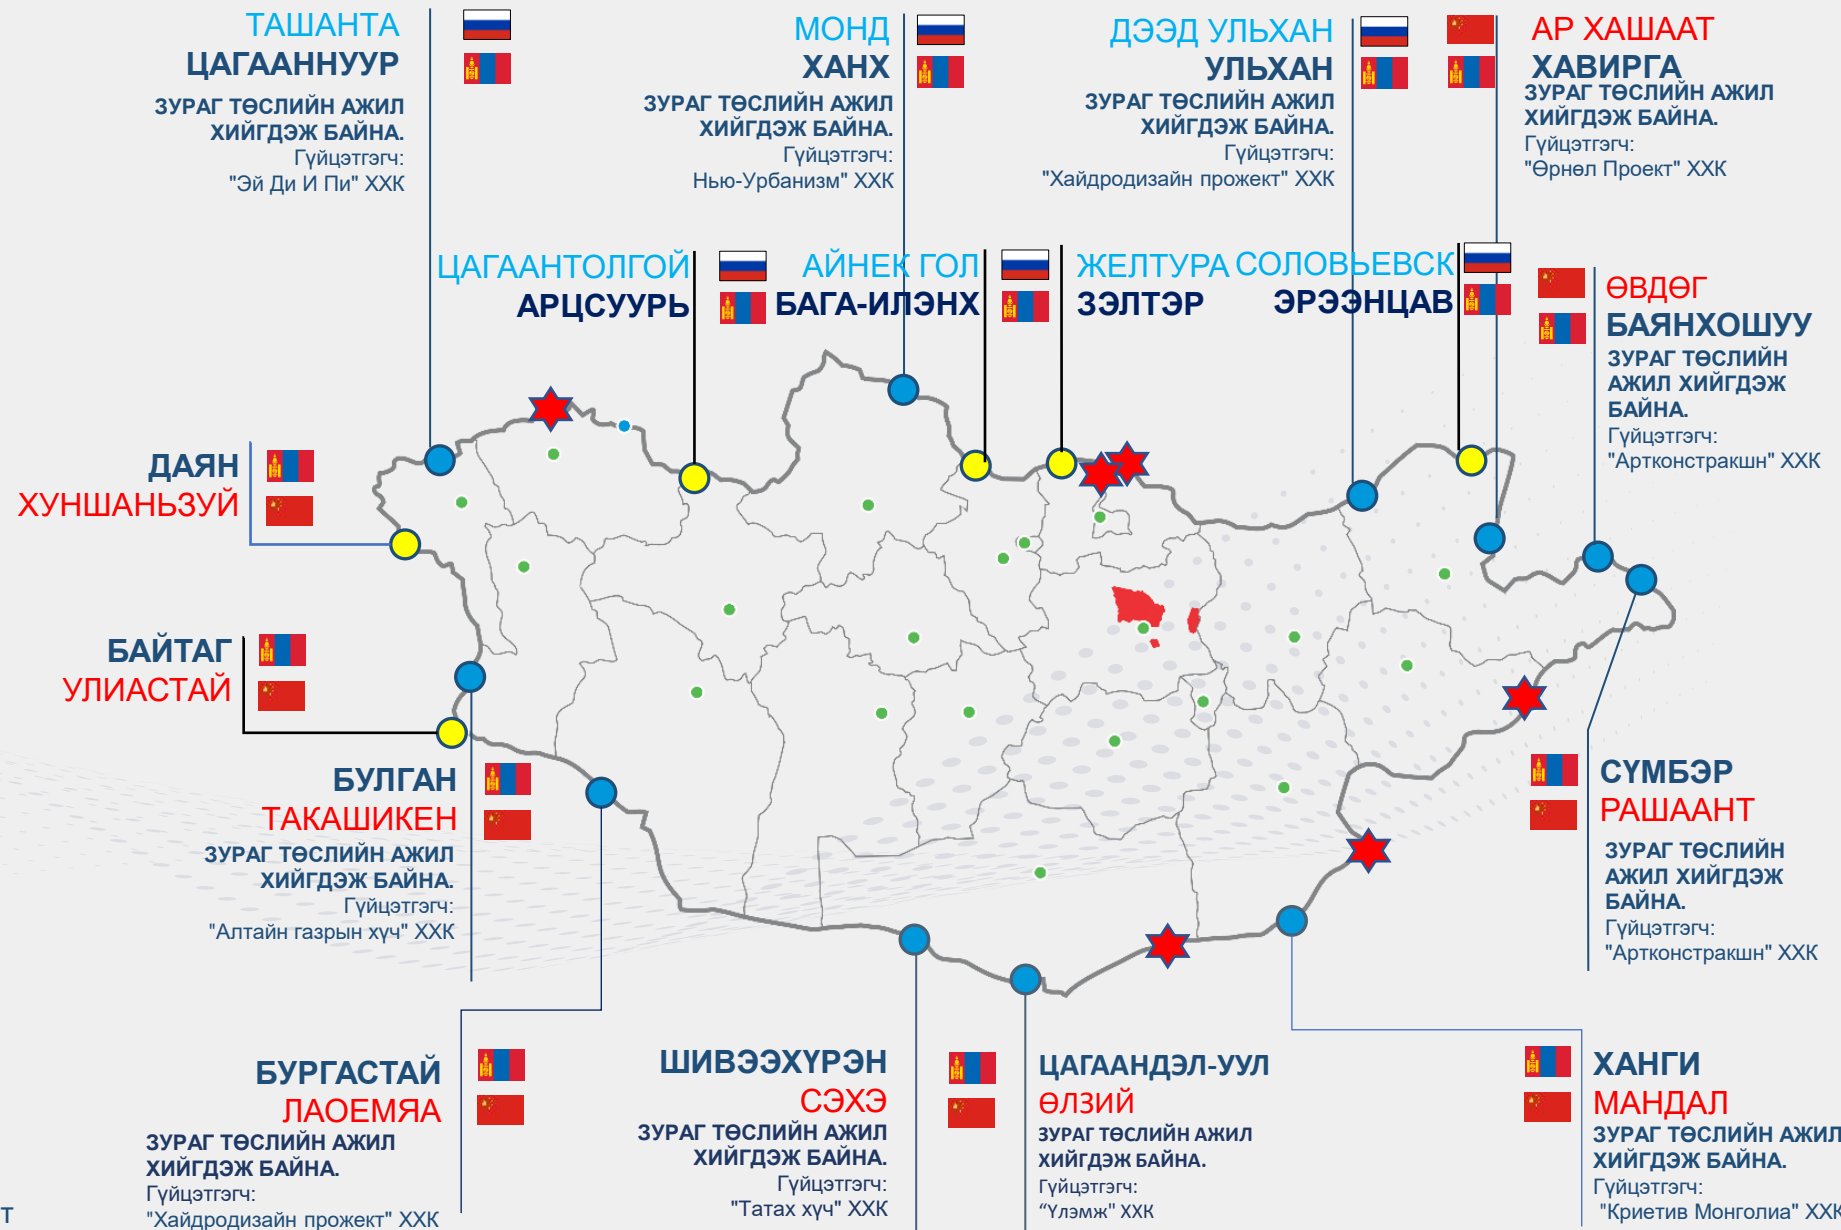 ТАШАНТА
ЦАГААННУУР
ЗУРАГ ТӨСЛИЙН АЖИЛ
ХИЙГДЭЖ БАЙНА.
Гүйцэтгэгч:
"Эй Ди И Пи" ХХК
МОНД
ХАНХ
ЗУРАГ ТӨСЛИЙН АЖИЛ
ХИЙГДЭЖ БАЙНА.
Гүйцэтгэгч:
Нью-Урбанизм" ХХК
ДЭЭД УЛЬХАН
УЛЬХАН
ЗУРАГ ТӨСЛИЙН АЖИЛ
ХИЙГДЭЖ БАЙНА.
Гүйцэтгэгч:
"Хайдродизайн прожект" ХХК
АР ХАШААТ
ХАВИРГА
ЗУРАГ ТӨСЛИЙН АЖИЛ
ХИЙГДЭЖ БАЙНА.
Гүйцэтгэгч:
"Өрнөл Проект" ХХК
ЦАГААНТОЛГОЙ
АРЦСУУРЬ
АЙНЕК ГОЛ
БАГА-ИЛЭНХ
ЖЕЛТУРА
ЗЭЛТЭР
СОЛОВЬЕВСК
ЭРЭЭНЦАВ
ӨВДӨГ
БАЯНХОШУУ
ЗУРАГ ТӨСЛИЙН
АЖИЛ ХИЙГДЭЖ
БАЙНА.
Гүйцэтгэгч:
"Артконстракшн" ХХК
ДАЯН
ХУНШАНЬЗУЙ
БАЙТАГ
УЛИАСТАЙ
БУЛГАН
ТАКАШИКЕН
ЗУРАГ ТӨСЛИЙН АЖИЛ
ХИЙГДЭЖ БАЙНА.
Гүйцэтгэгч:
"Алтайн газрын хүч" ХХК
СҮМБЭР
РАШААНТ
ЗУРАГ ТӨСЛИЙН
АЖИЛ ХИЙГДЭЖ
БАЙНА.
Гүйцэтгэгч:
"Артконстракшн" ХХК
БУРГАСТАЙ
ЛАОЕМЯА
ЗУРАГ ТӨСЛИЙН АЖИЛ
ХИЙГДЭЖ БАЙНА.
Гүйцэтгэгч:
"Хайдродизайн прожект" ХХК
ШИВЭЭХҮРЭН
СЭХЭ
ЗУРАГ ТӨСЛИЙН АЖИЛ
ХИЙГДЭЖ БАЙНА.
Гүйцэтгэгч:
"Татах хүч" ХХК
ЦАГААНДЭЛ-УУЛ
ӨЛЗИЙ
ЗУРАГ ТӨСЛИЙН АЖИЛ
ХИЙГДЭЖ БАЙНА.
Гүйцэтгэгч:
“Үлэмж" ХХК
ХАНГИ
МАНДАЛ
ЗУРАГ ТӨСЛИЙН АЖИЛ
ХИЙГДЭЖ БАЙНА.
Гүйцэтгэгч:
"Криетив Монголиа" ХХК
т